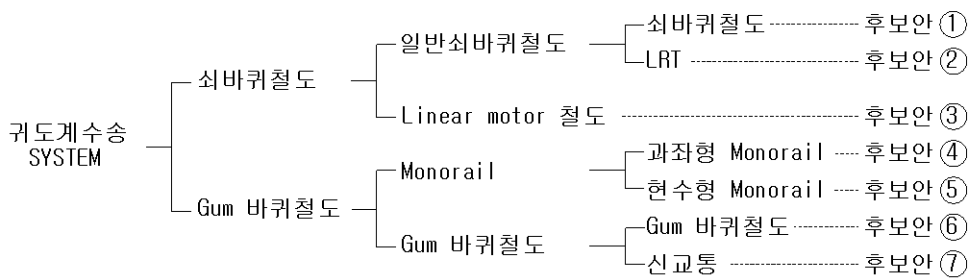 쇠바퀴철도 후보안 ①
일반쇠바퀴철도
LRT 후보안 ②
쇠바퀴철도
Linear motor 철도 후보안 ③
귀도계수송
SYSTEM
과좌형 Monorail 후보안 ④
Monorail
현수형 Monorail 후보안 ⑤
Gum 바퀴철도
Gum 바퀴철도 후보안 ⑥
Gum 바퀴철도
신교통 후보안 ⑦